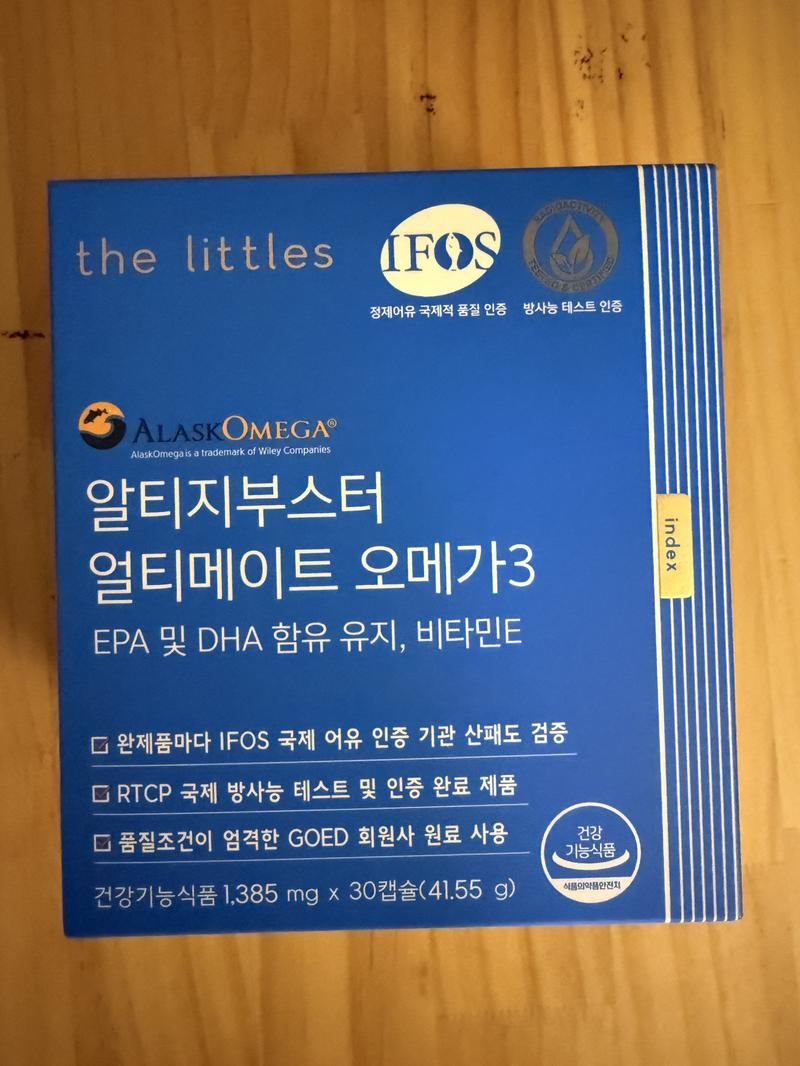 the littles
IFOS
정제어유 국제적 품질 인증
RADIOACTIVITY
TESTED & CERTIFIED
방사능 테스트 인증
ALASKOMEGA®
AlaskOmega is a trademark of Wiley Companies
알티지부스터
얼티메이트 오메가3
EPA 및 DHA 함유 유지, 비타민E
index
완제품마다 IFOS 국제 어유 인증 기관 산패도 검증
RTCP 국제 방사능 테스트 및 인증 완료 제품
품질조건이 엄격한 GOED 회원사 원료 사용
건강기능식품 1,385 mg x 30캡슐(41.55 g)
건강
기능식품
식품의약품안전처